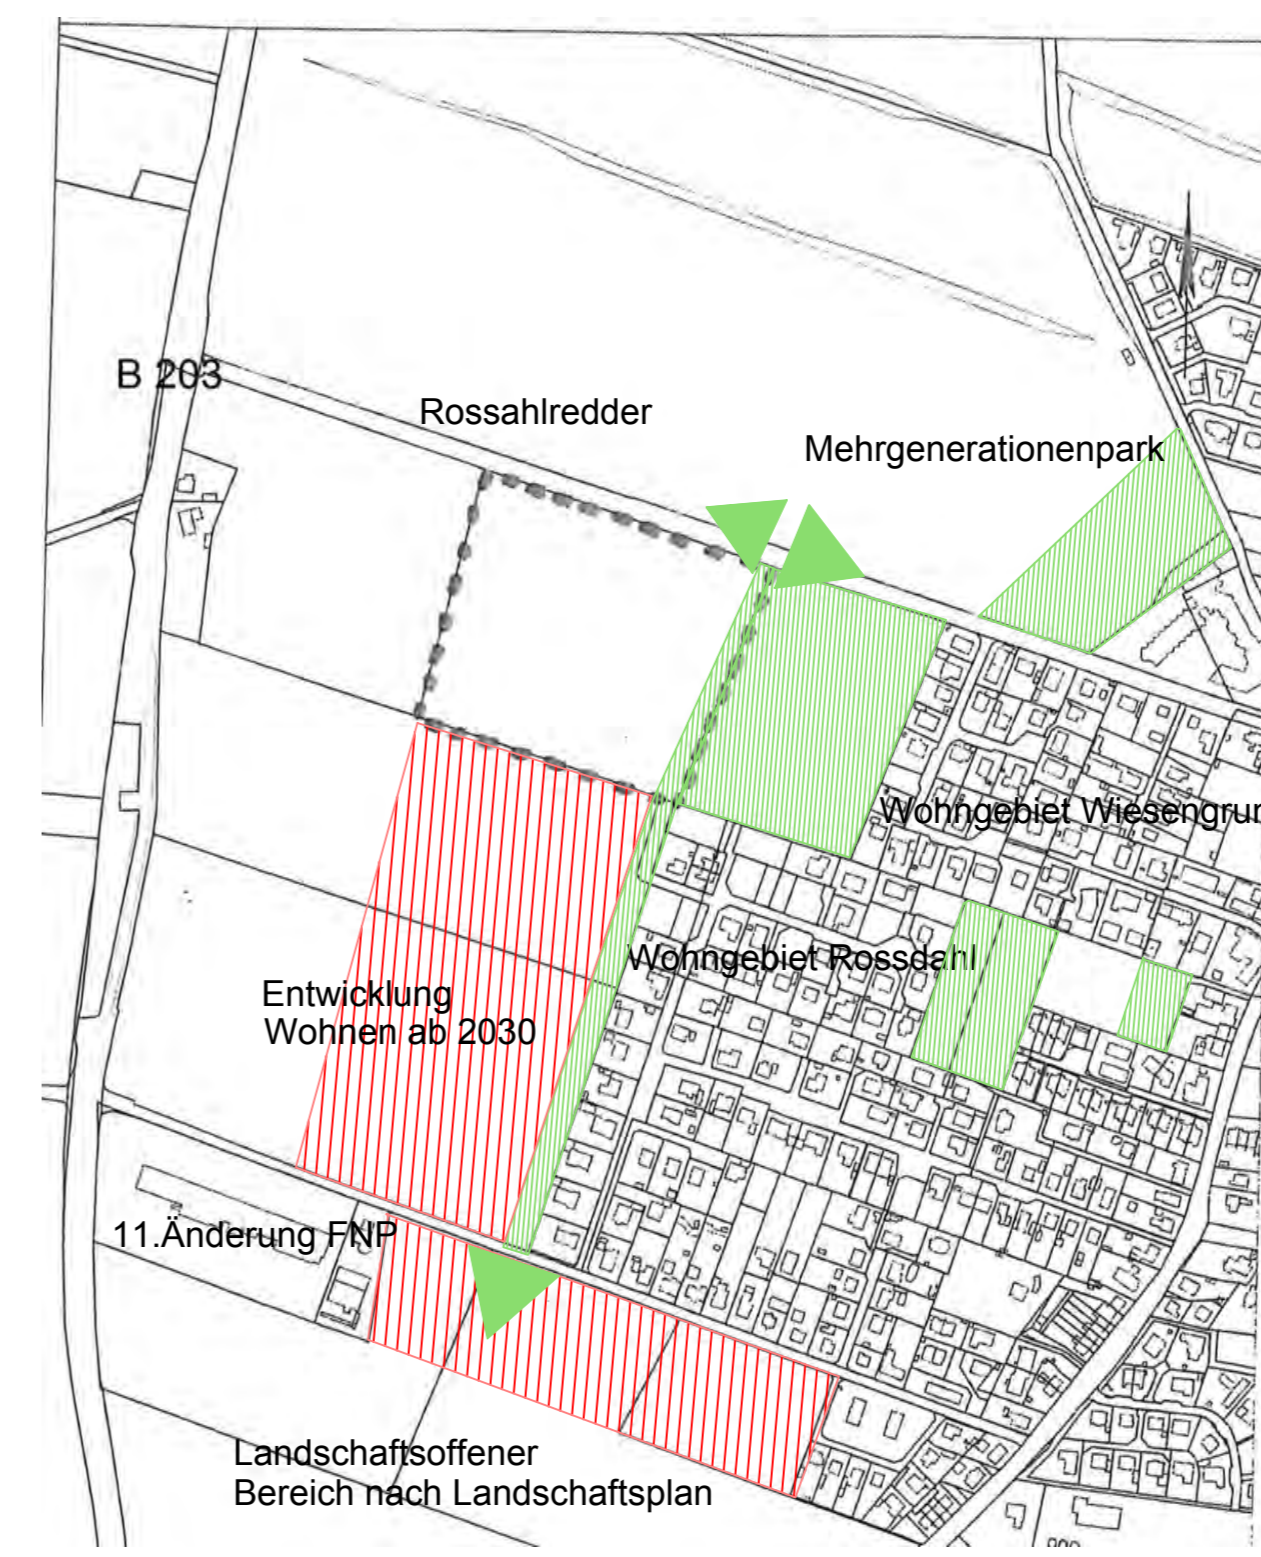 B 203
Rossahlredder
Mehrgenerationenpark
Wohngebiet Wiesengrun
Wohngebiet Rossdahl
Entwicklung
Wohnen ab 2030
11.Änderung FNP
Landschaftsoffener
Bereich nach Landschaftsplan